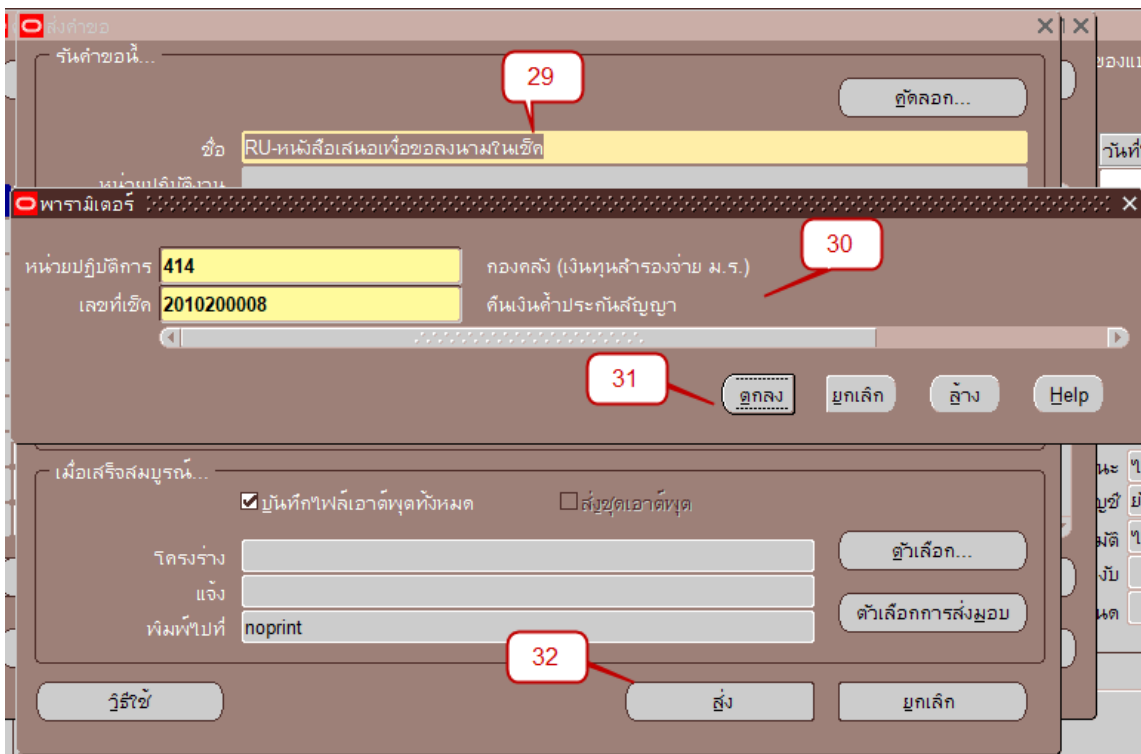 ส่งคำขอ
รันคำขอนี้...
29
คัดลอก...
ชื่อ RU-หนังสือเสนอเพื่อขอลงนามในเช็ค
วันที่
หน่วยปฏิบัติงาน
พารามิเตอร์
30
หน่วยปฏิบัติการ 414 กองคลัง (เงินทุนสำรองจ่าย ม.ร.)
เลขที่เช็ค 2010200008 คืนเงินค้ำประกันสัญญา
31
ตกลง ยกเลิก ล้าง Help
เมื่อเสร็จสมบูรณ์...
บันทึกไฟล์เอาต์พุตทั้งหมด ส่งชุดเอาต์พุต
โครงร่าง ตัวเลือก...
แจ้ง
พิมพ์ไปที่ noprint ตัวเลือกการส่งมอบ
32
วิธีใช้ ส่ง ยกเลิก